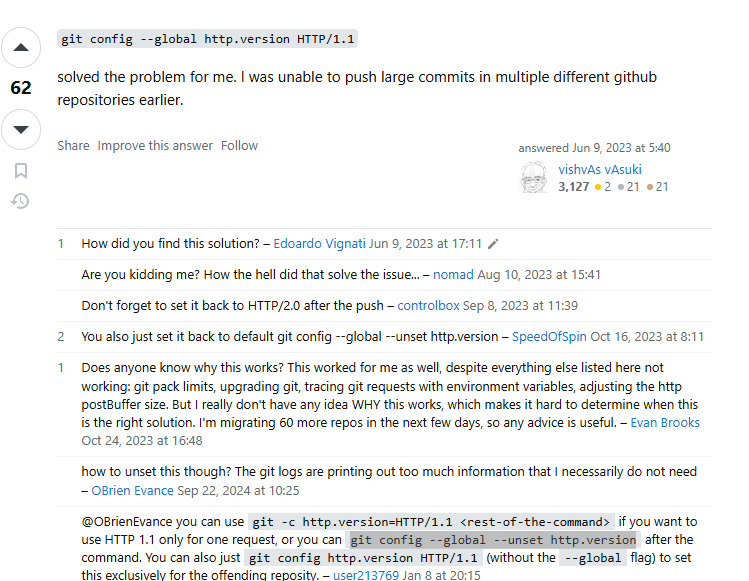 git config --global http.version HTTP/1.1
62
solved the problem for me. I was unable to push large commits in multiple different github
repositories earlier.
Share Improve this answer Follow
answered Jun 9, 2023 at 5:40
vishvAs vAsuki
3,127 2 21 21
1 How did you find this solution? – Edoardo Vignati Jun 9, 2023 at 17:11
Are you kidding me? How the hell did that solve the issue... – nomad Aug 10, 2023 at 15:41
Don't forget to set it back to HTTP/2.0 after the push – controlbox Sep 8, 2023 at 11:39
2 You also just set it back to default git config --global --unset http.version – SpeedOfSpin Oct 16, 2023 at 8:11
1 Does anyone know why this works? This worked for me as well, despite everything else listed here not
working: git pack limits, upgrading git, tracing git requests with environment variables, adjusting the http
postBuffer size. But I really don't have any idea WHY this works, which makes it hard to determine when this
is the right solution. I'm migrating 60 more repos in the next few days, so any advice is useful. – Evan Brooks
Oct 24, 2023 at 16:48
how to unset this though? The git logs are printing out too much information that I necessarily do not need
– OBrien Evance Sep 22, 2024 at 10:25
@OBrienEvance you can use git -c http.version=HTTP/1.1 <rest-of-the-command> if you want to
use HTTP 1.1 only for one request, or you can git config --global --unset http.version after the
command. You can also just git config http.version HTTP/1.1 (without the --global flag) to set
this exclusively for the offending reposity. – user213769 Jan 8 at 20:15